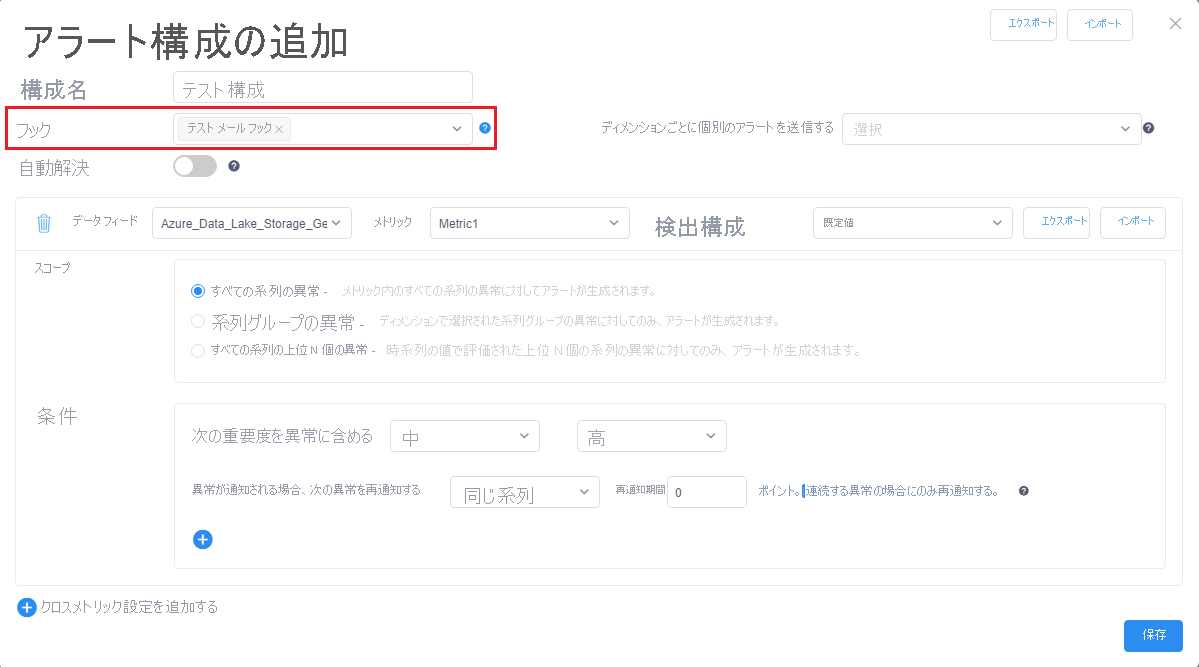 アラート構成の追加
エクスポート インポート
構成名 テスト構成
フック テスト メール フック ディメンションごとに個別のアラートを送信する 選択
自動解決
データ フィード Azure_Data_Lake_Storage_Ge メトリック Metric1 検出構成 既定値 エクスポート インポート
スコープ
すべての系列の異常 - メトリック内のすべての系列の異常に対してアラートが生成されます。
系列グループの異常 - ディメンションで選択された系列グループの異常に対してのみ、アラートが生成されます。
すべての系列の上位 N 個の異常 - 時系列の値で評価された上位 N 個の系列の異常に対してのみ、アラートが生成されます。
条件
次の重要度を異常に含める 中 高
異常が通知される場合、次の異常を再通知する 同じ系列 再通知期間 0 ポイント。連続する異常の場合にのみ再通知する。
クロスメトリック設定を追加する
保存